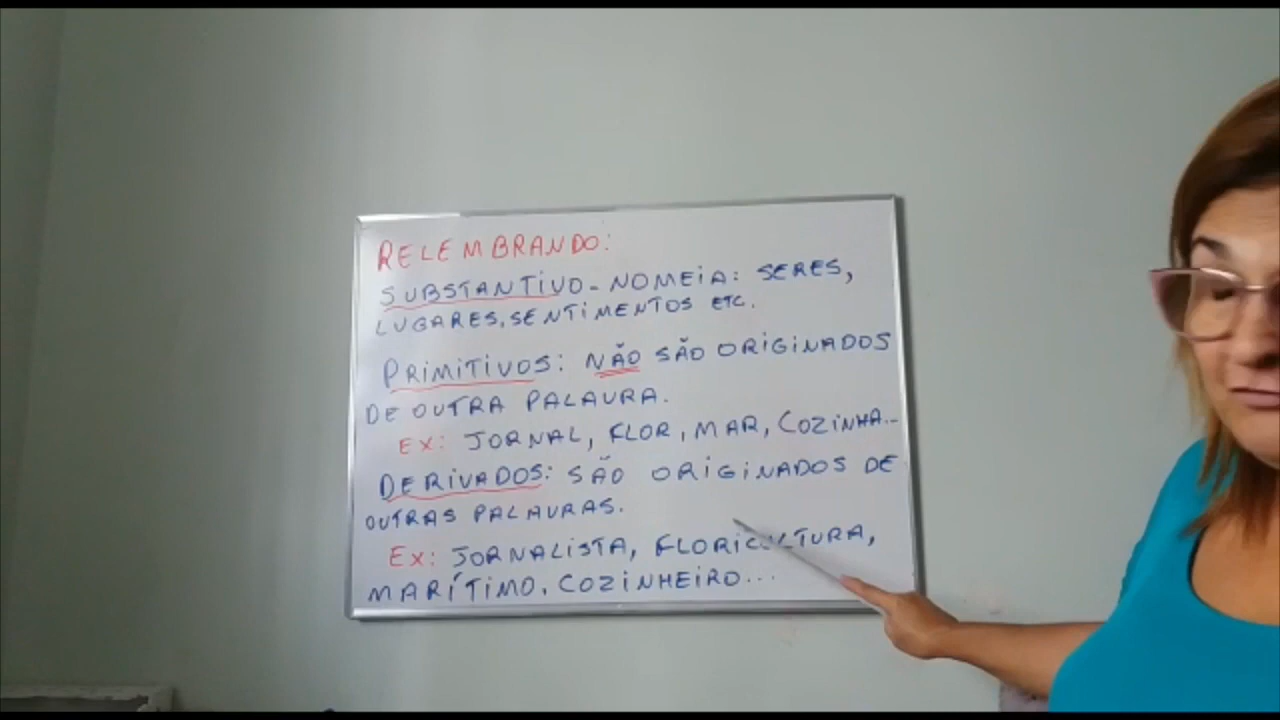 RELEMBRANDO:
SUBSTANTIVO - NOMEIA: SERES,
LUGARES, SENTIMENTOS ETC.
PRIMITIVOS: NÃO SÃO ORIGINADOS
DE OUTRA PALAVRA.
EX: JORNAL, FLOR, MAR, COZINHA...
DERIVADOS: SÃO ORIGINADOS DE
OUTRAS PALAVRAS.
EX: JORNALISTA, FLORICULTURA,
MARÍTIMO, COZINHEIRO...